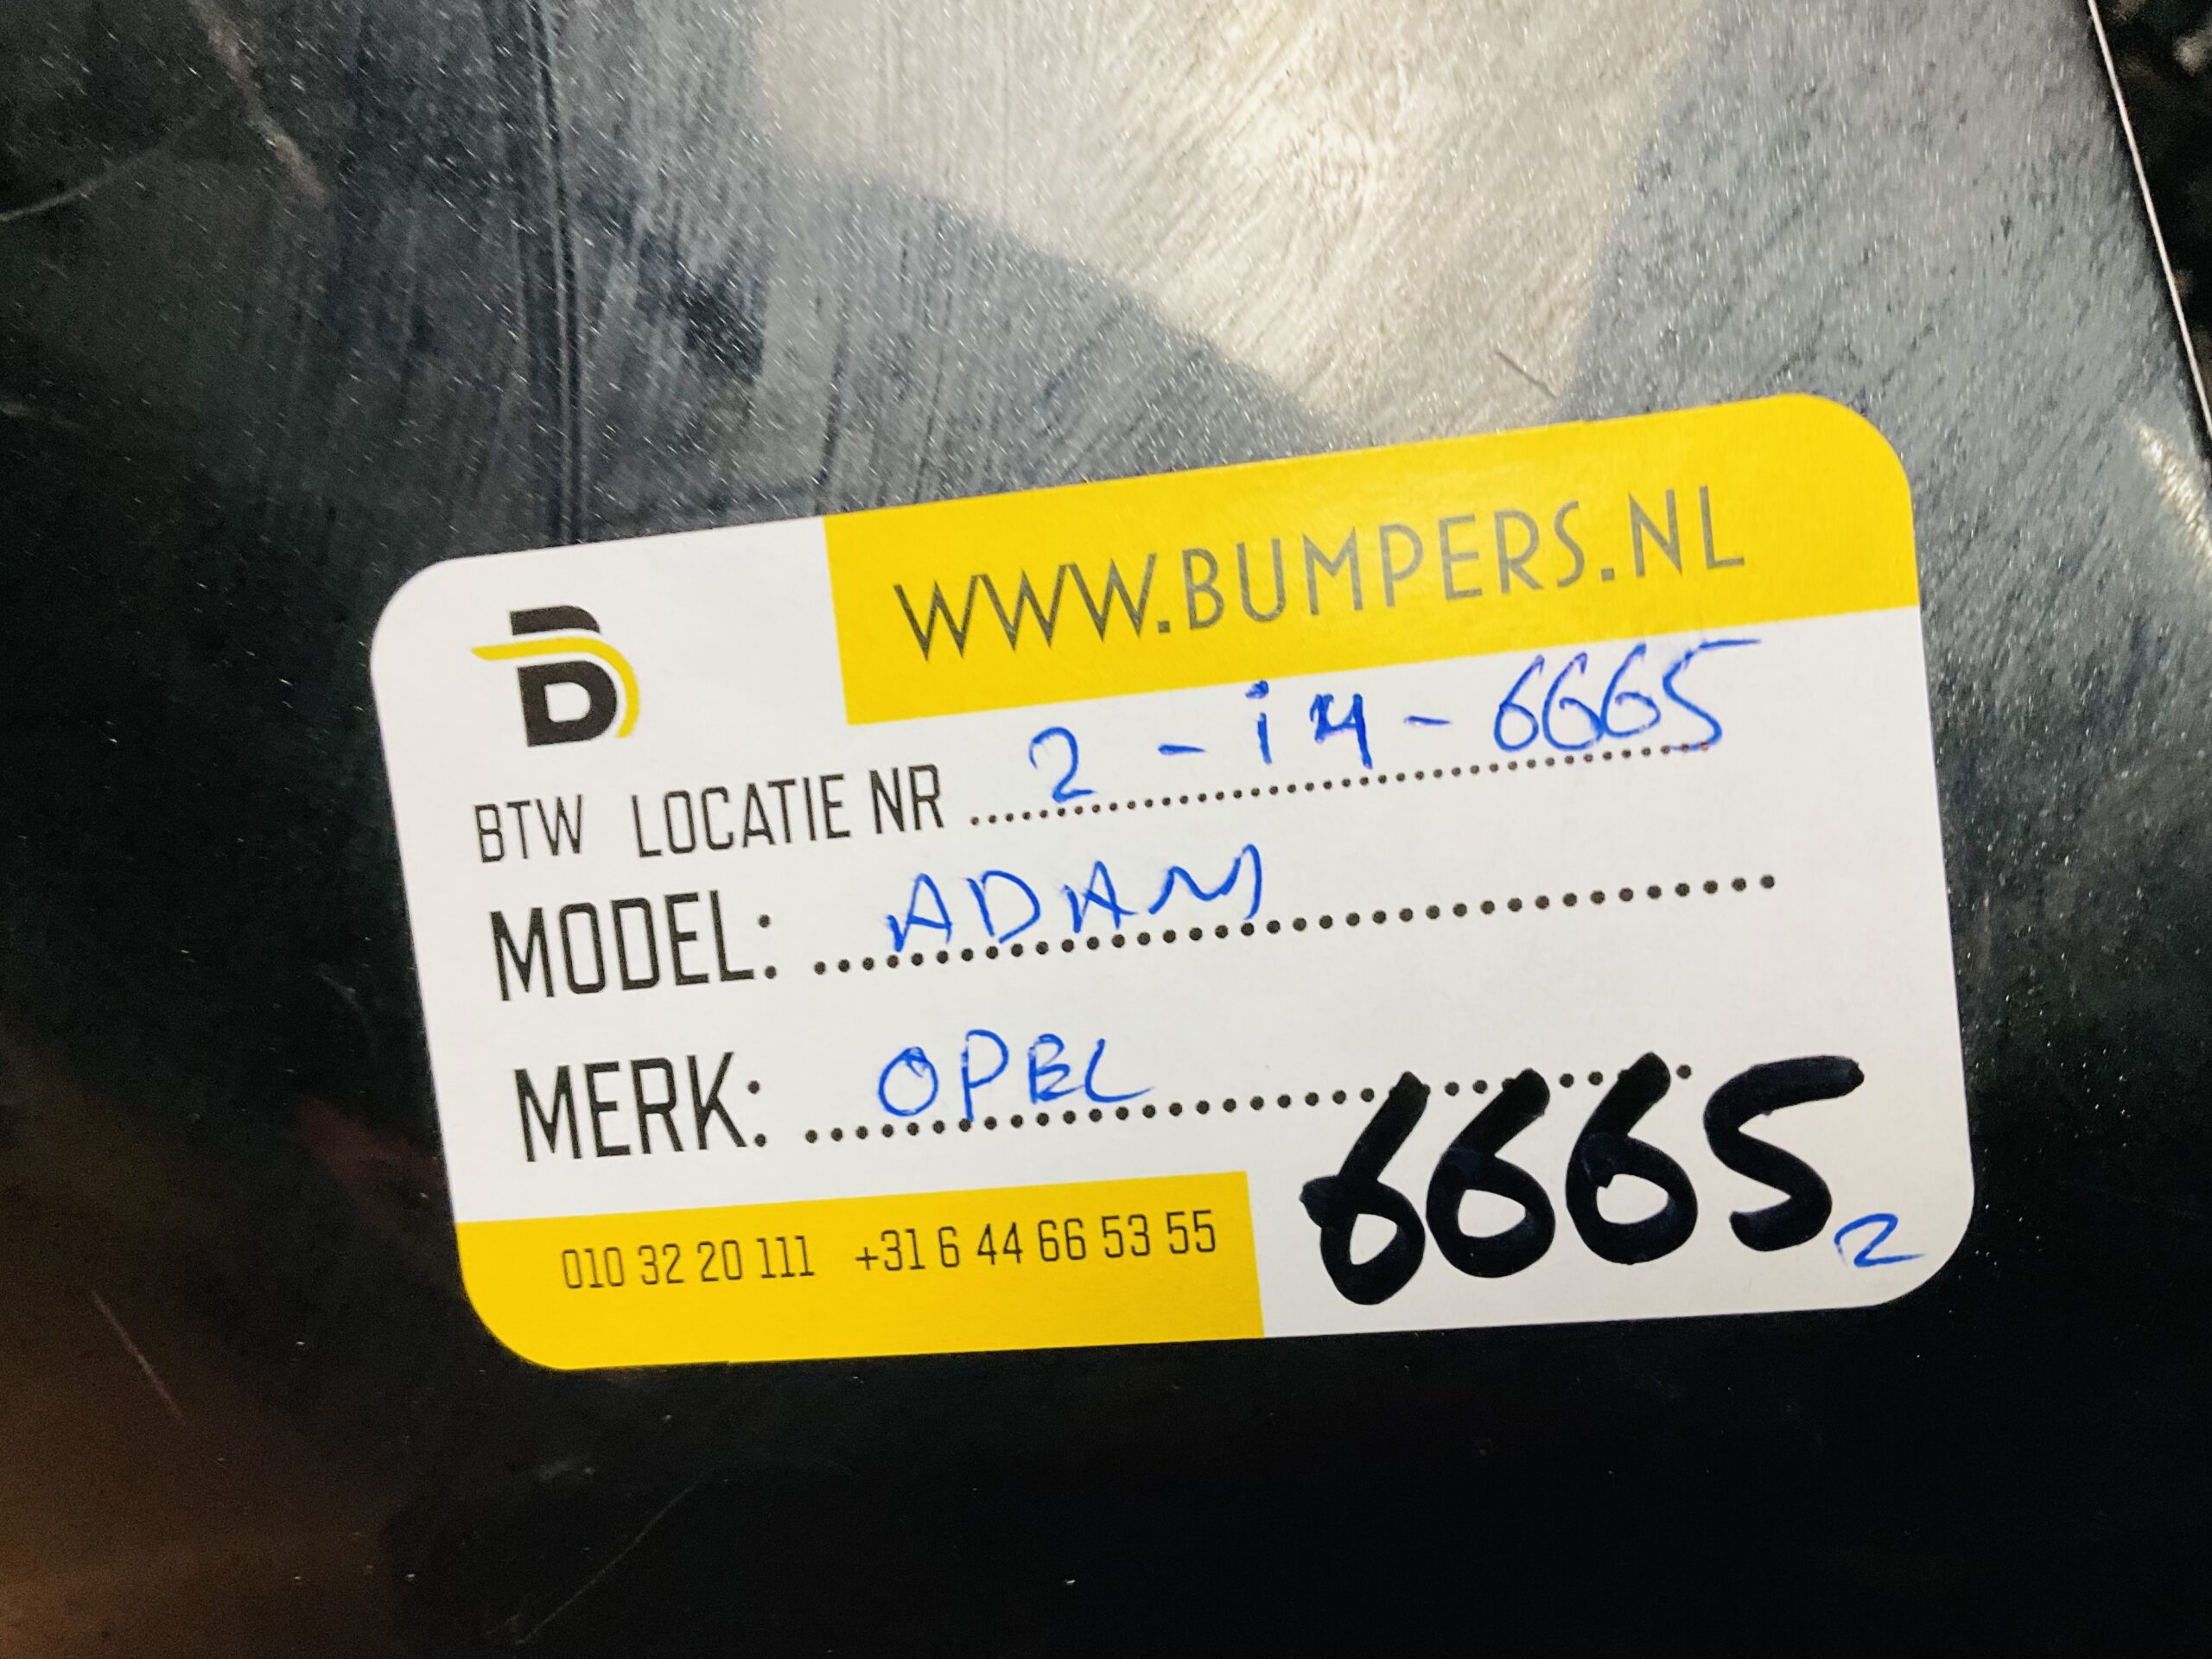 WWW.BUMPERS.NL
BTW LOCATIE NR 2 - i4 - 6665
MODEL: ADAM
MERK: OPEL
6665 2
010 32 20 111 +31 6 44 66 53 55